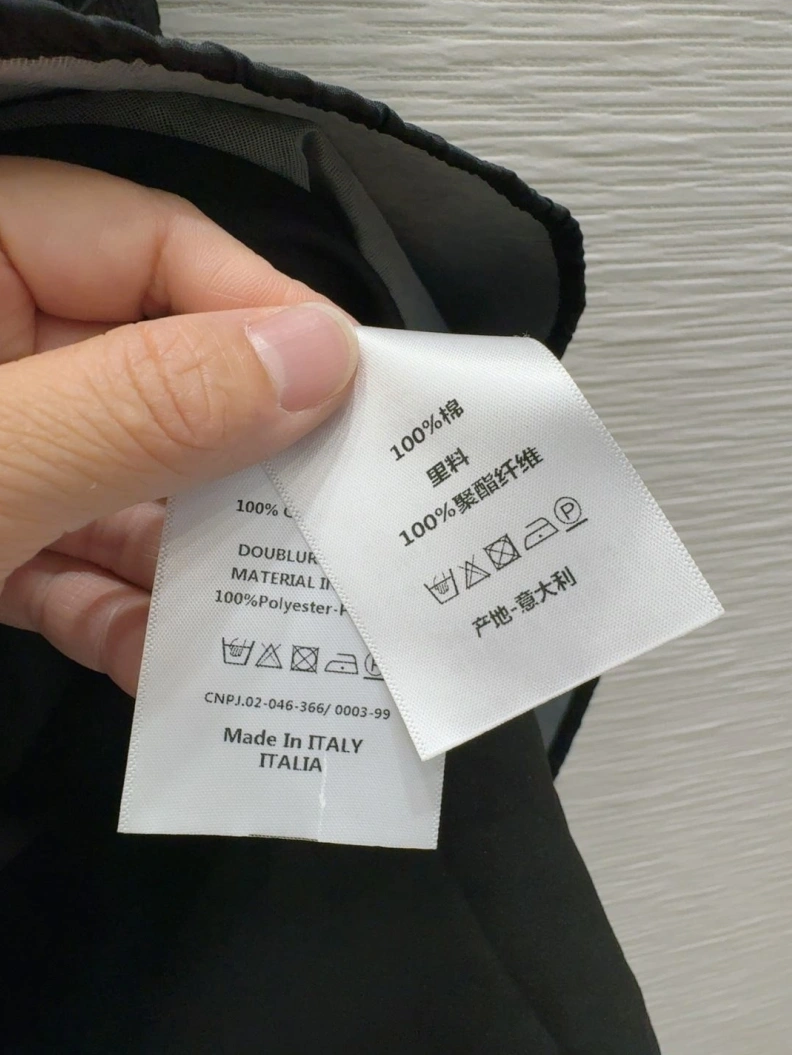 100%棉
里料
100%聚酯纤维
P
产地-意大利
100%
MATERIAL
100%Polyester-
CNPJ.02-046-366/ 0003-99
Made In ITALY
ITALIA